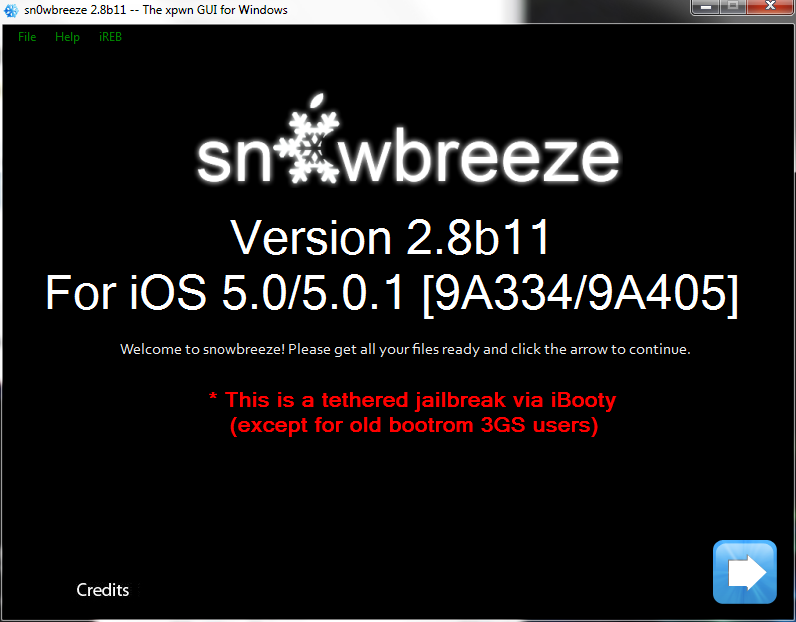 sn0wbreeze 2.8b11 -- The xpwn GUI for Windows
File Help iREB
sn0wbreeze
Version 2.8b11
For iOS 5.0/5.0.1 [9A334/9A405]
Welcome to snowbreeze! Please get all your files ready and click the arrow to continue.
* This is a tethered jailbreak via iBooty
(except for old bootrom 3GS users)
Credits